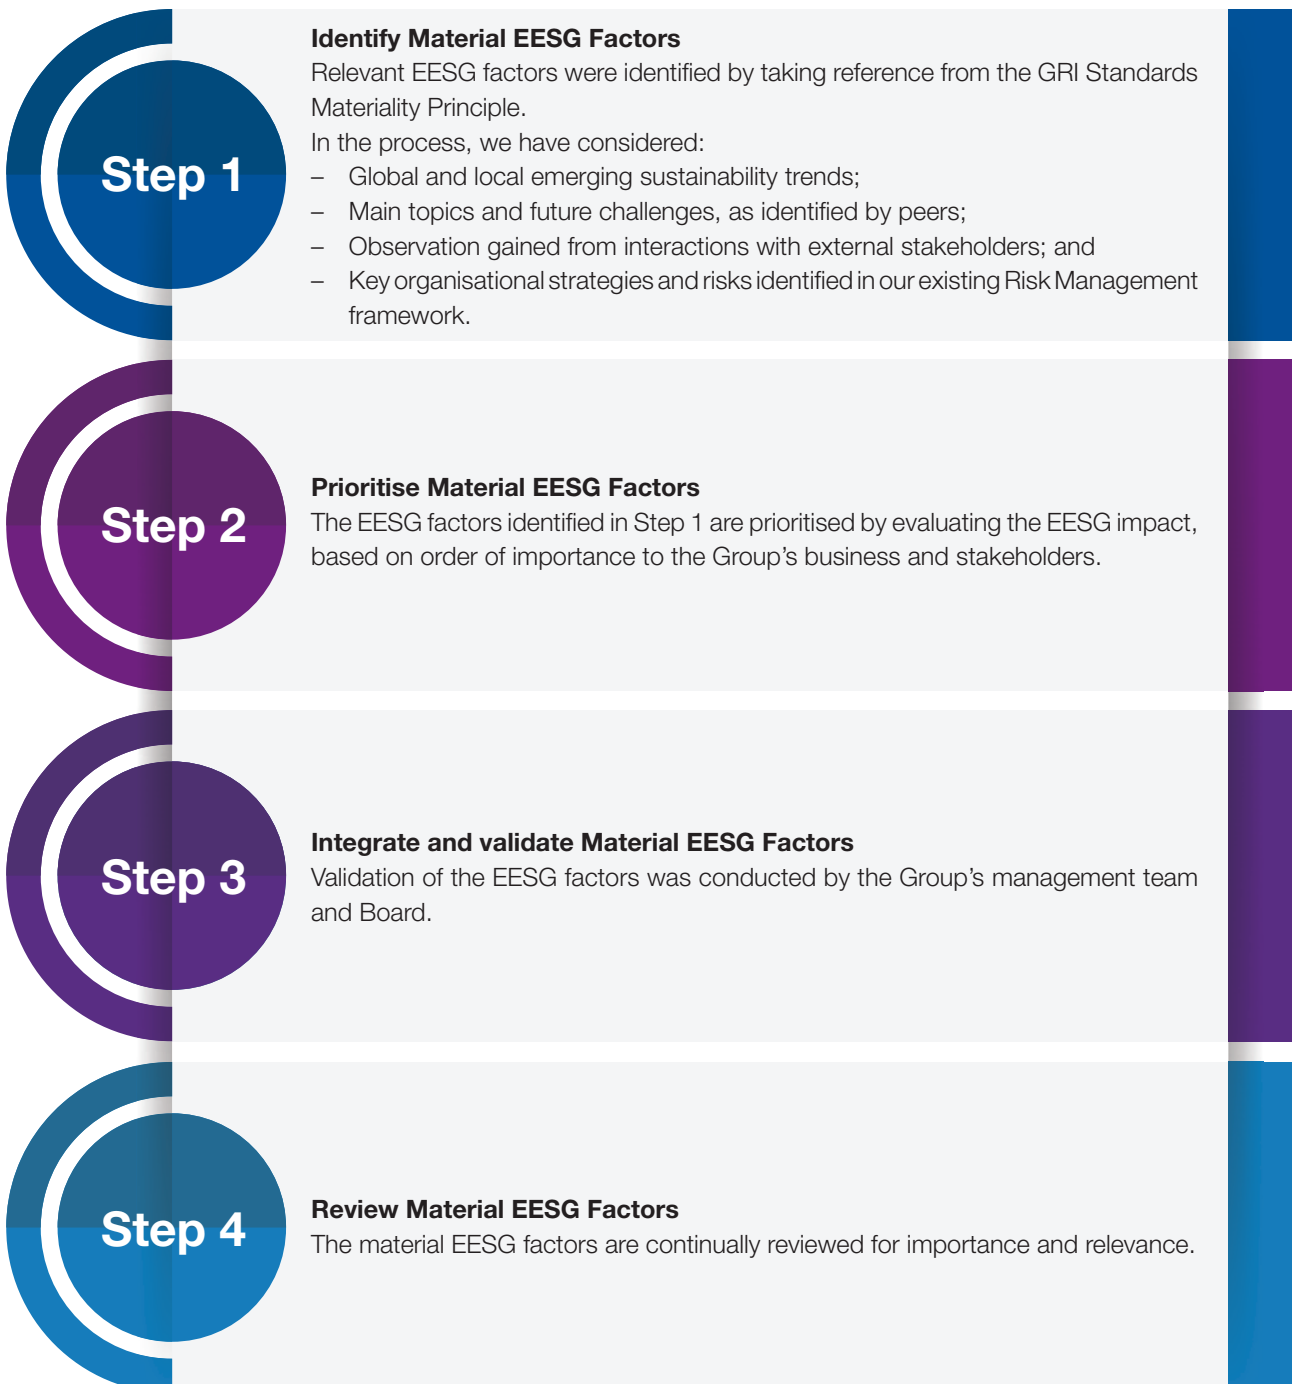 Step 1
Identify Material EESG Factors
Relevant EESG factors were identified by taking reference from the GRI Standards
Materiality Principle.
In the process, we have considered:
– Global and local emerging sustainability trends;
– Main topics and future challenges, as identified by peers;
– Observation gained from interactions with external stakeholders; and
– Key organisational strategies and risks identified in our existing Risk Management
framework.
Step 2
Prioritise Material EESG Factors
The EESG factors identified in Step 1 are prioritised by evaluating the EESG impact,
based on order of importance to the Group’s business and stakeholders.
Step 3
Integrate and validate Material EESG Factors
Validation of the EESG factors was conducted by the Group’s management team
and Board.
Step 4
Review Material EESG Factors
The material EESG factors are continually reviewed for importance and relevance.